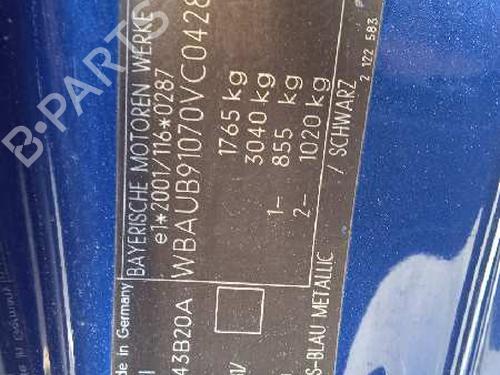 BAYERISCHE MOTOREN WERKE
e1*2001/116*0287
WBAUB91070VC0428
1765 kg
3040 kg
1- 855 kg
2- 1020 kg
/ SCHWARZ
2 122 583
de in Germany
43B20A
S-BLAU METALLIC
B-PARTS